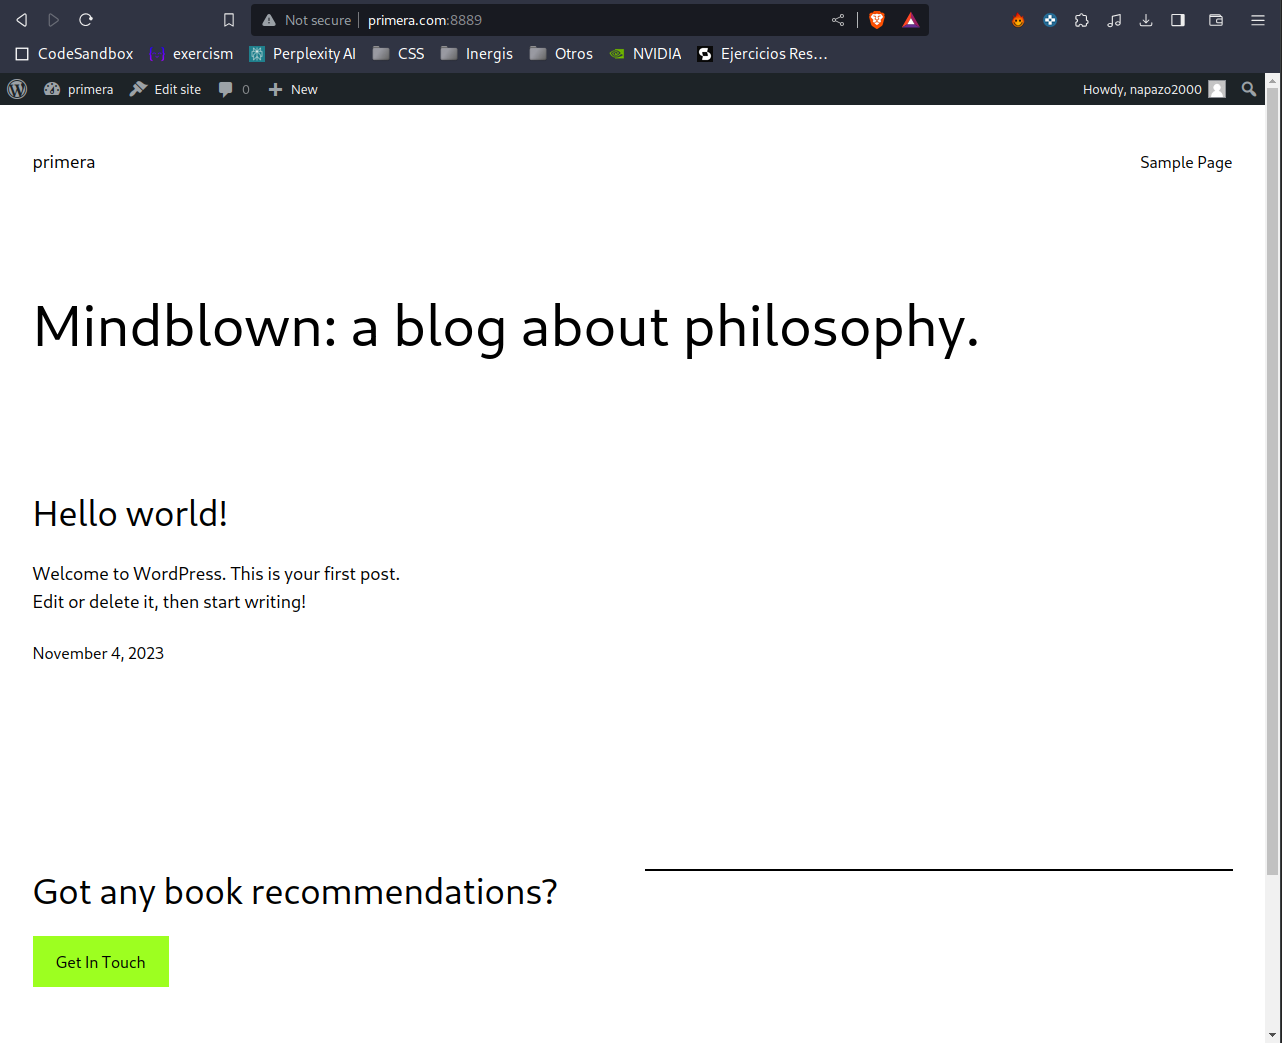 Not secure primera.com:8889
CodeSandbox exercism Perplexity AI CSS Inergis Otros NVIDIA Ejercicios Res...
primera Edit site 0 New Howdy, napazo2000
primera Sample Page
Mindblown: a blog about philosophy.
Hello world!
Welcome to WordPress. This is your first post.
Edit or delete it, then start writing!
November 4, 2023
Got any book recommendations?
Get In Touch